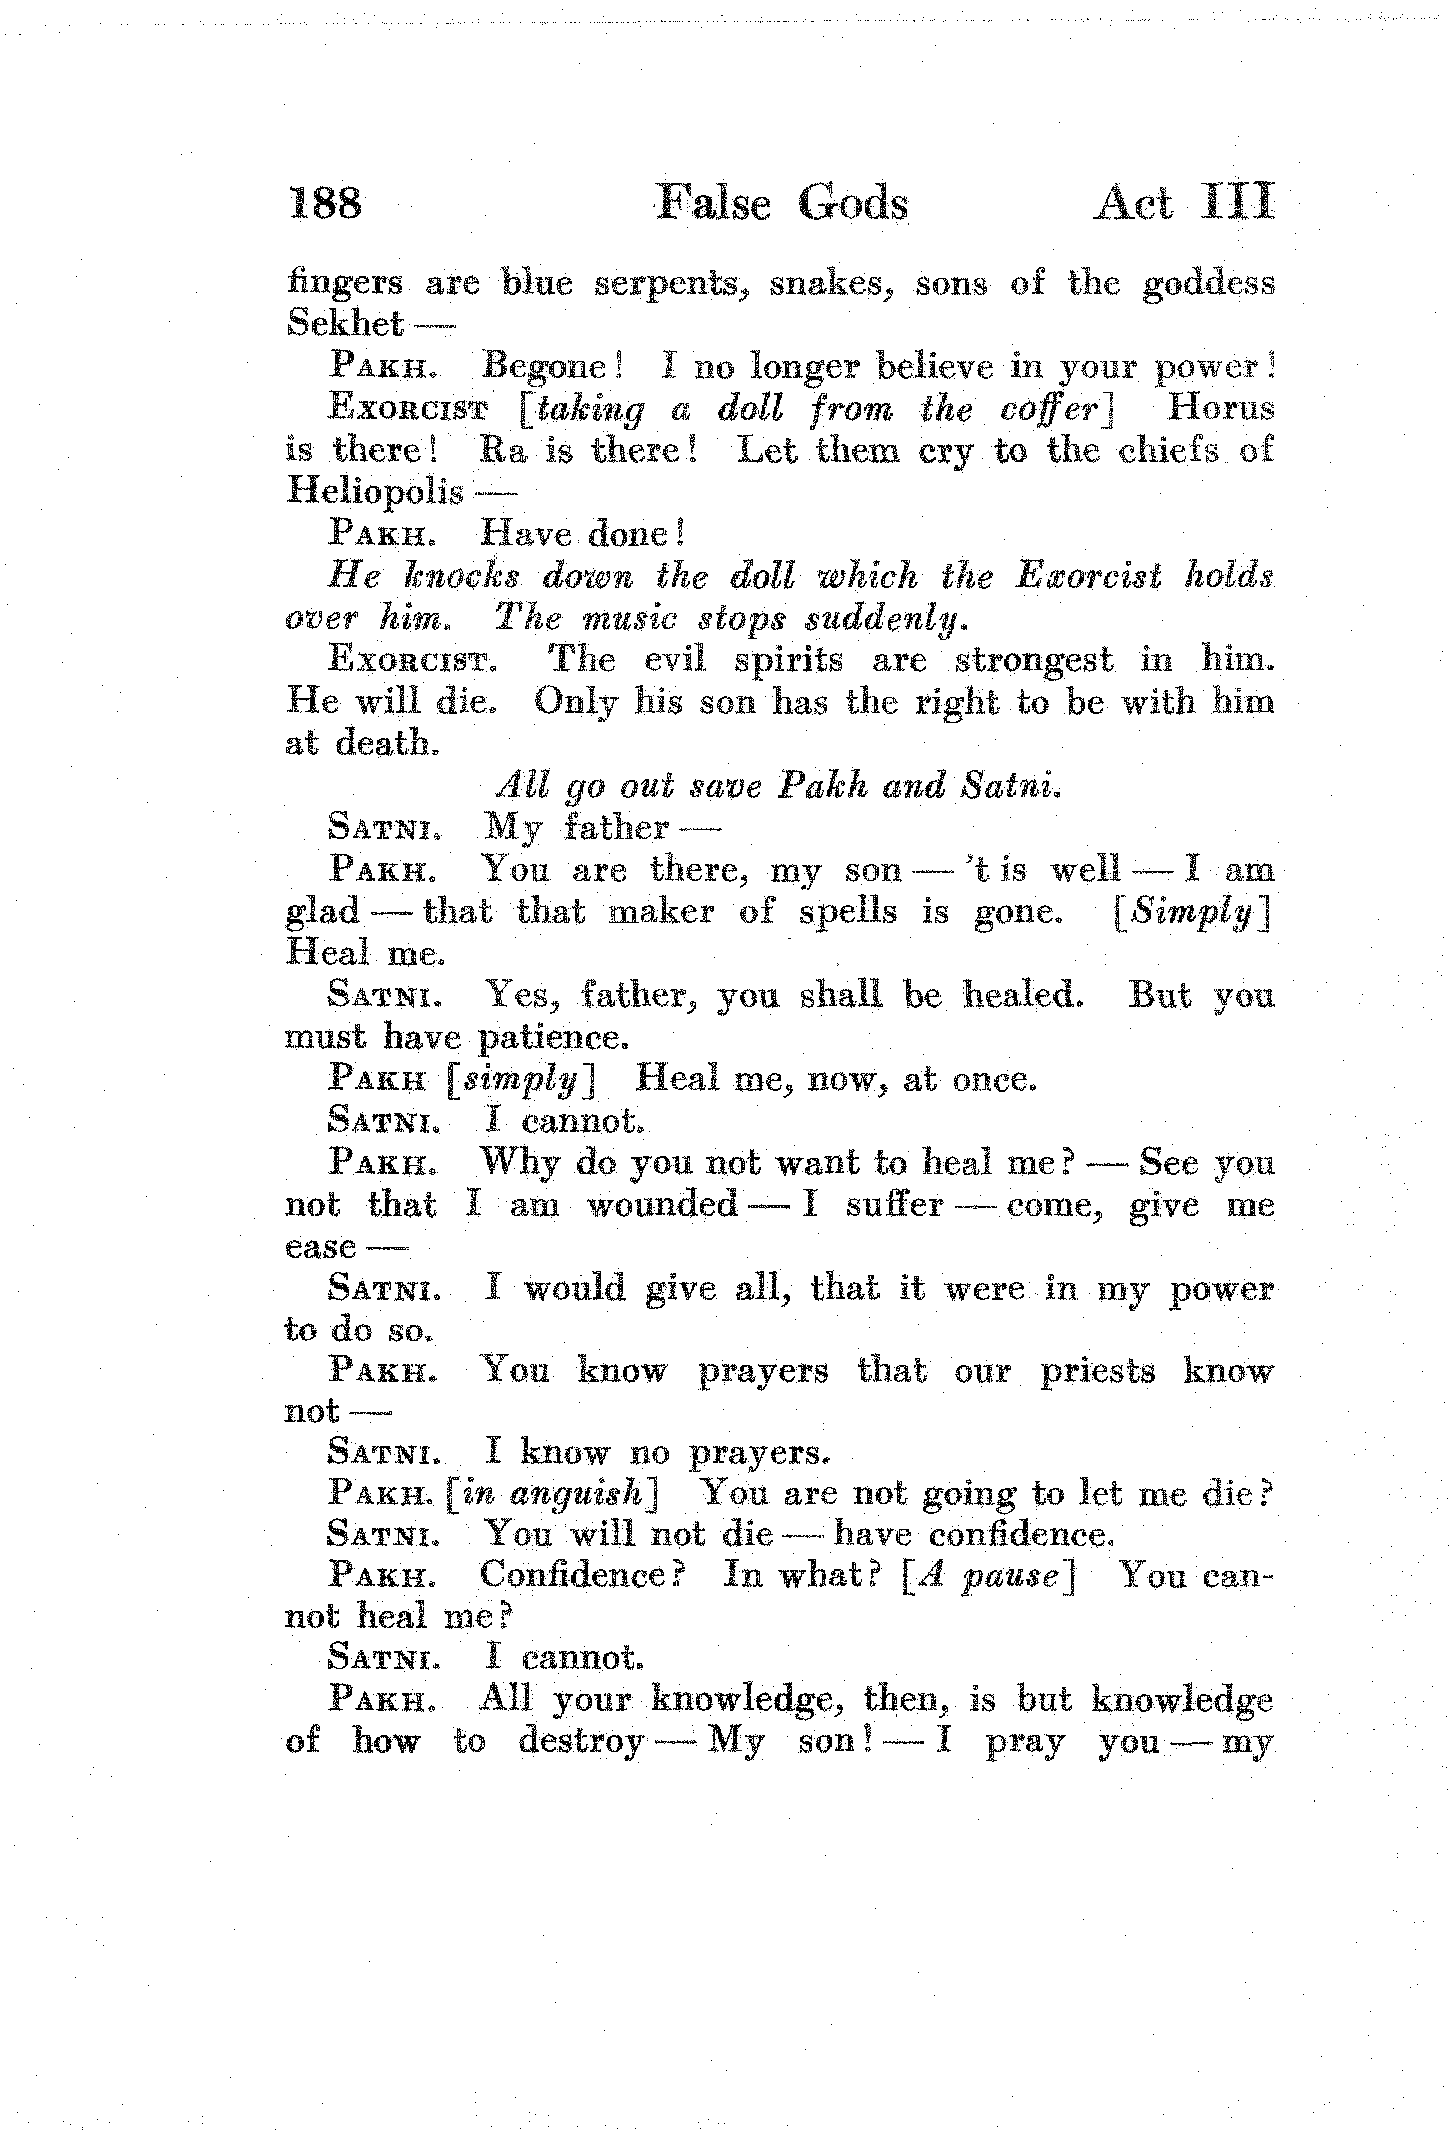 188 False Gods Act III
fingers are blue serpents, snakes, sons of the goddess
Sekhet —
PAKH. Begone! I no longer believe in your power!
EXORCIST [taking a doll from the coffer] Horus
is there! Ra is there! Let them cry to the chiefs of
Heliopolis —
PAKH. Have done!
He knocks down the doll which the Exorcist holds
over him. The music stops suddenly.
EXORCIST. The evil spirits are strongest in him.
He will die. Only his son has the right to be with him
at death.
All go out save Pakh and Satni.
SATNI. My father —
PAKH. You are there, my son — 't is well — I am
glad — that that maker of spells is gone. [Simply]
Heal me.
SATNI. Yes, father, you shall be healed. But you
must have patience.
PAKH [simply] Heal me, now, at once.
SATNI. I cannot.
PAKH. Why do you not want to heal me? — See you
not that I am wounded — I suffer — come, give me
ease —
SATNI. I would give all, that it were in my power
to do so.
PAKH. You know prayers that our priests know
not —
SATNI. I know no prayers.
PAKH. [in anguish] You are not going to let me die?
SATNI. You will not die — have confidence.
PAKH. Confidence? In what? [A pause] You can-
not heal me?
SATNI. I cannot.
PAKH. All your knowledge, then, is but knowledge
of how to destroy — My son! — I pray you — my